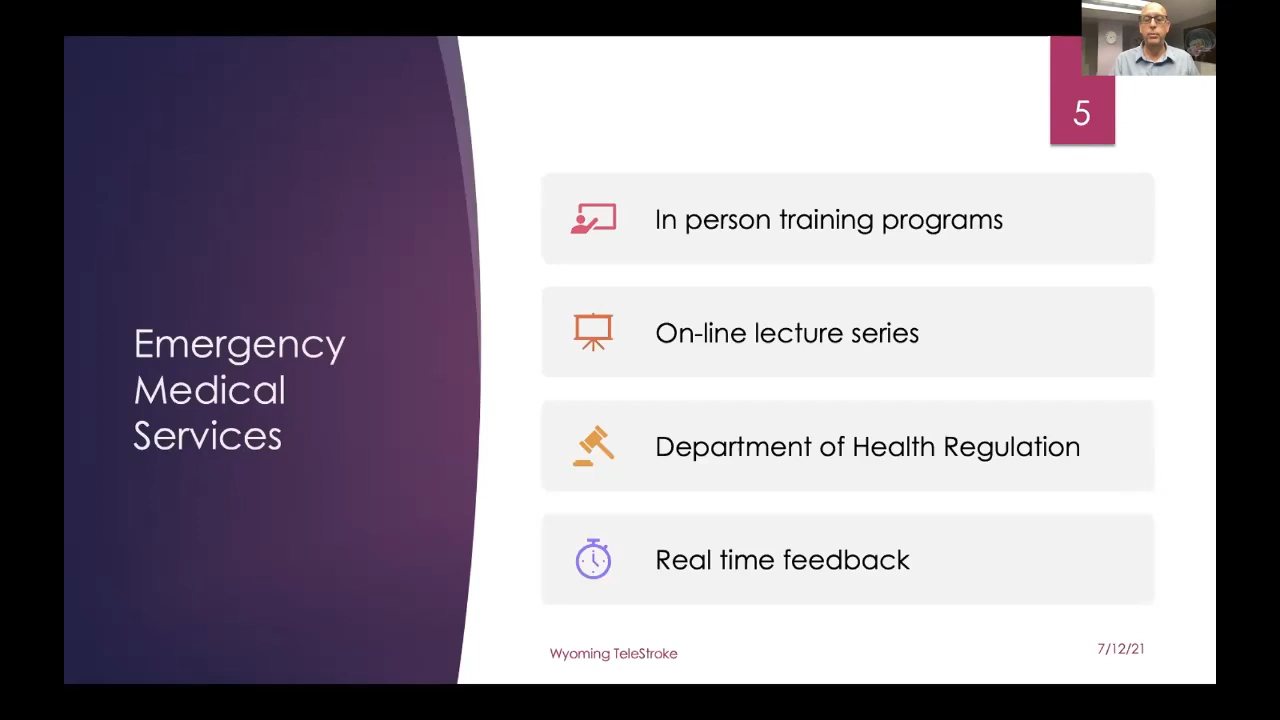 5
Emergency
Medical
Services
In person training programs
On-line lecture series
Department of Health Regulation
Real time feedback
Wyoming TeleStroke
7/12/21